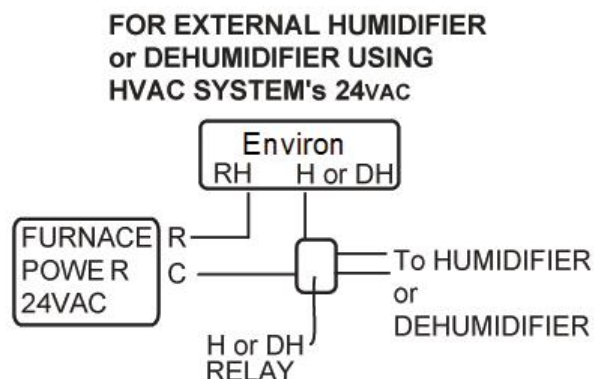 FOR EXTERNAL HUMIDIFIER
or DEHUMIDIFIER USING
HVAC SYSTEM's 24VAC
Environ
RH H or DH
FURNACE R
POWER C
24VAC
To HUMIDIFIER
or
DEHUMIDIFIER
H or DH
RELAY